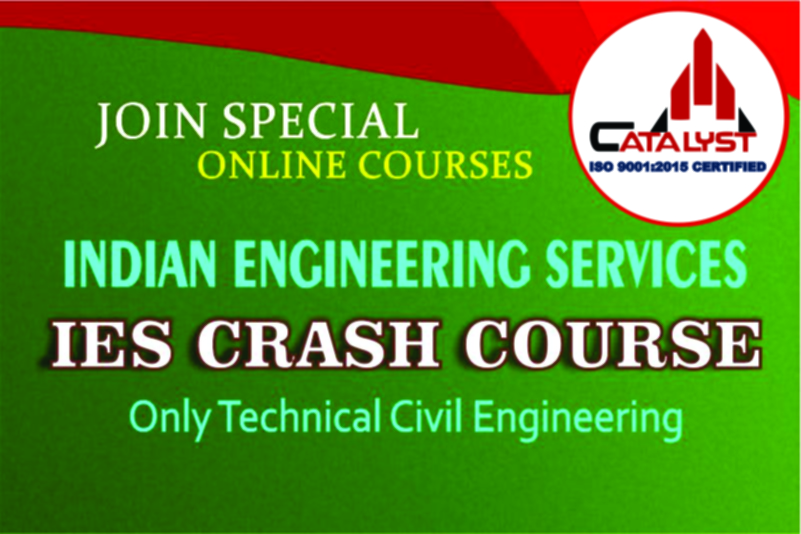 JOIN SPECIAL
ONLINE COURSES
CATALYST
ISO 9001:2015 CERTIFIED
INDIAN ENGINEERING SERVICES
IES CRASH COURSE
Only Technical Civil Engineering